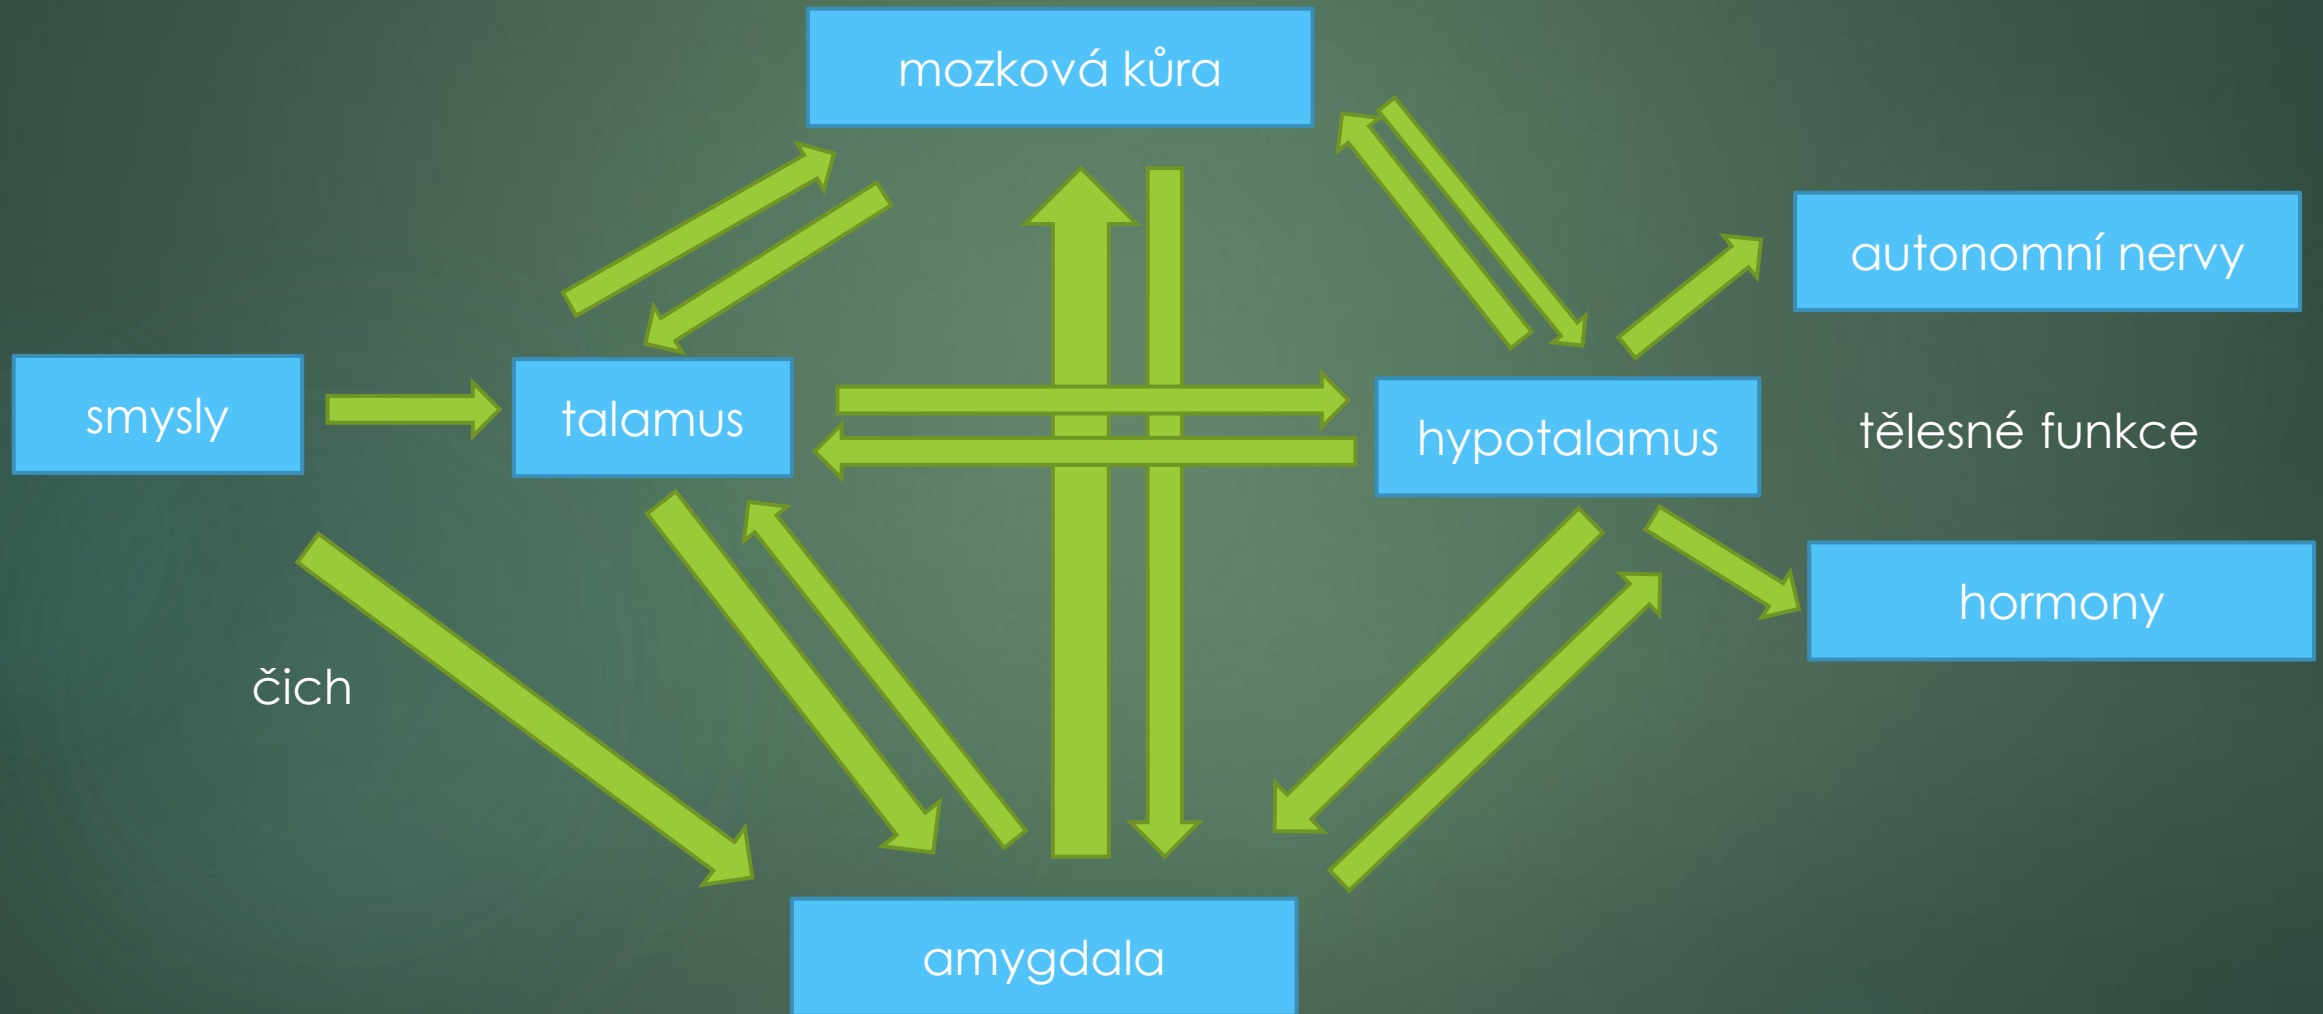 mozková kůra
autonomní nervy
smysly
talamus
hypotalamus
tělesné funkce
hormony
čich
amygdala